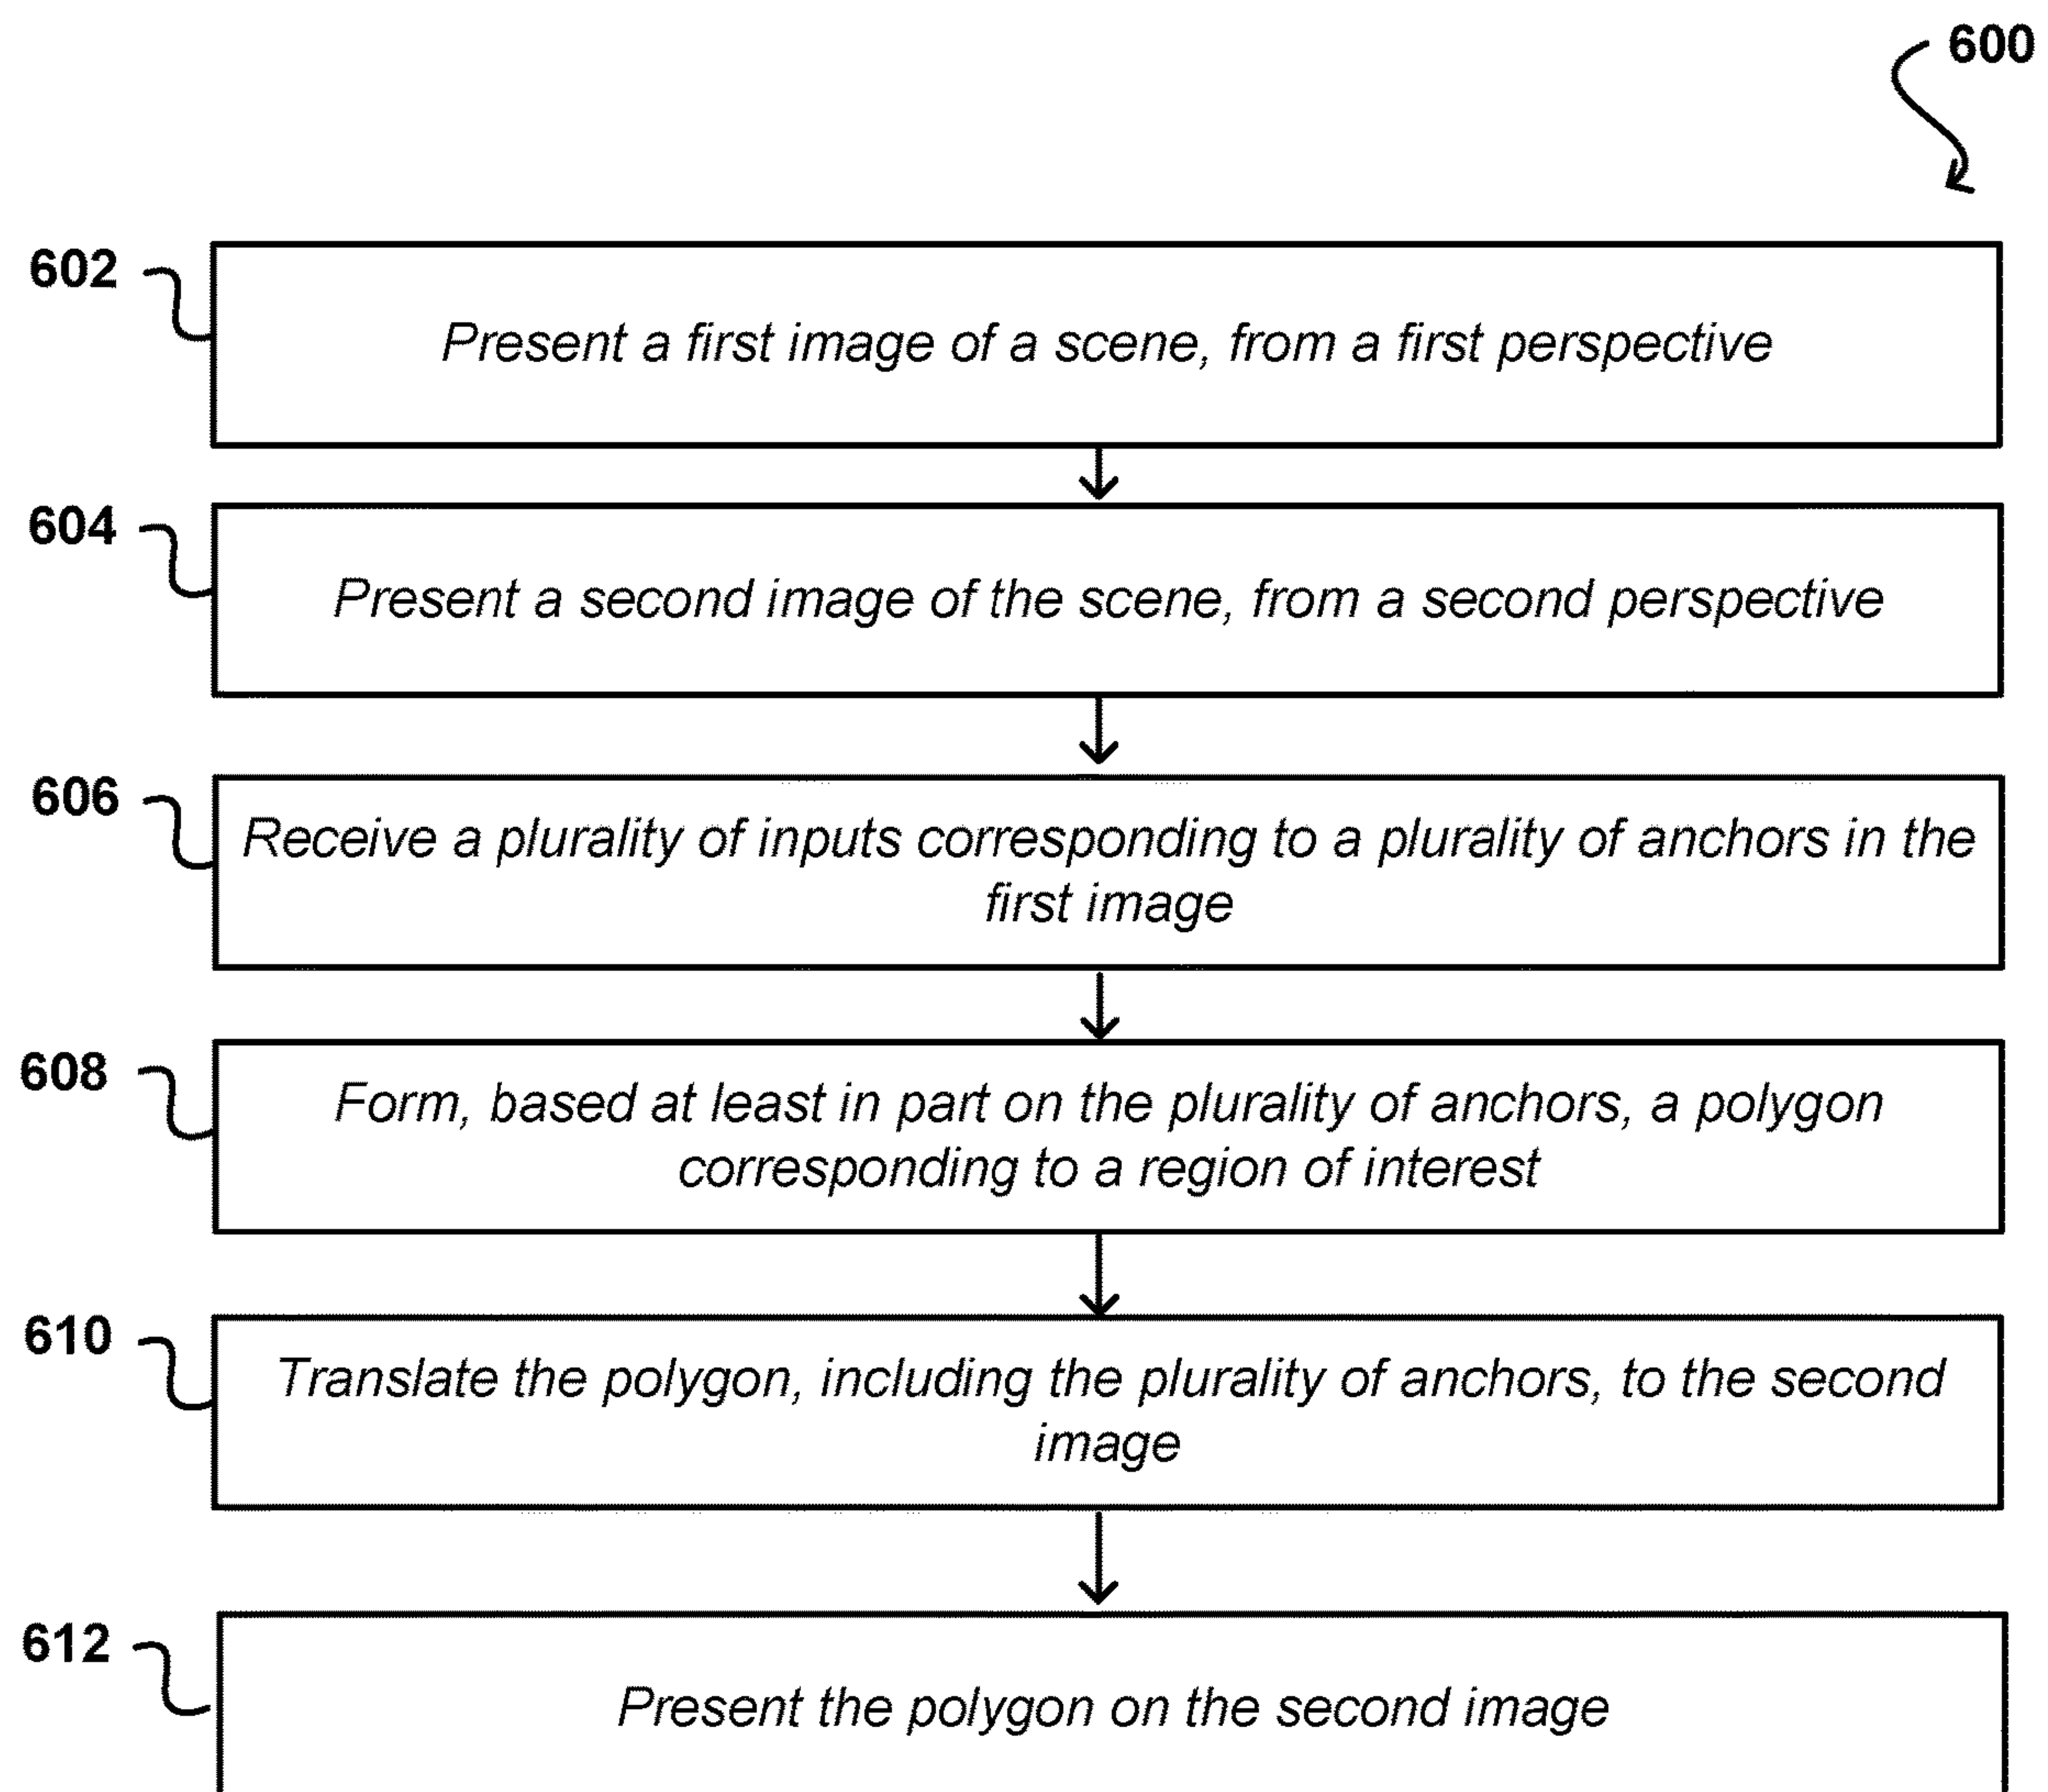 600
602
Present a first image of a scene, from a first perspective
604
Present a second image of the scene, from a second perspective
606
Receive a plurality of inputs corresponding to a plurality of anchors in the
first image
608
Form, based at least in part on the plurality of anchors, a polygon
corresponding to a region of interest
610
Translate the polygon, including the plurality of anchors, to the second
image
612
Present the polygon on the second image